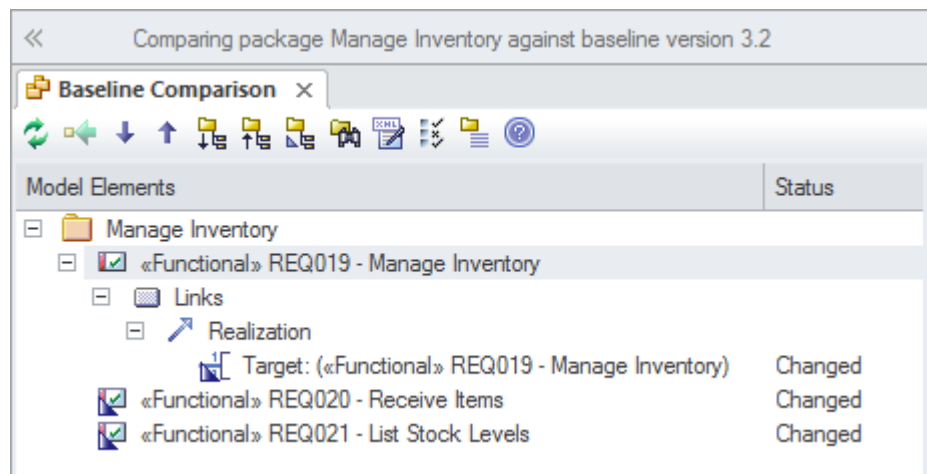 Comparing package Manage Inventory against baseline version 3.2
Baseline Comparison
Model Elements Status
Manage Inventory
«Functional» REQ019 - Manage Inventory
Links
Realization
Target: («Functional» REQ019 - Manage Inventory) Changed
«Functional» REQ020 - Receive Items Changed
«Functional» REQ021 - List Stock Levels Changed